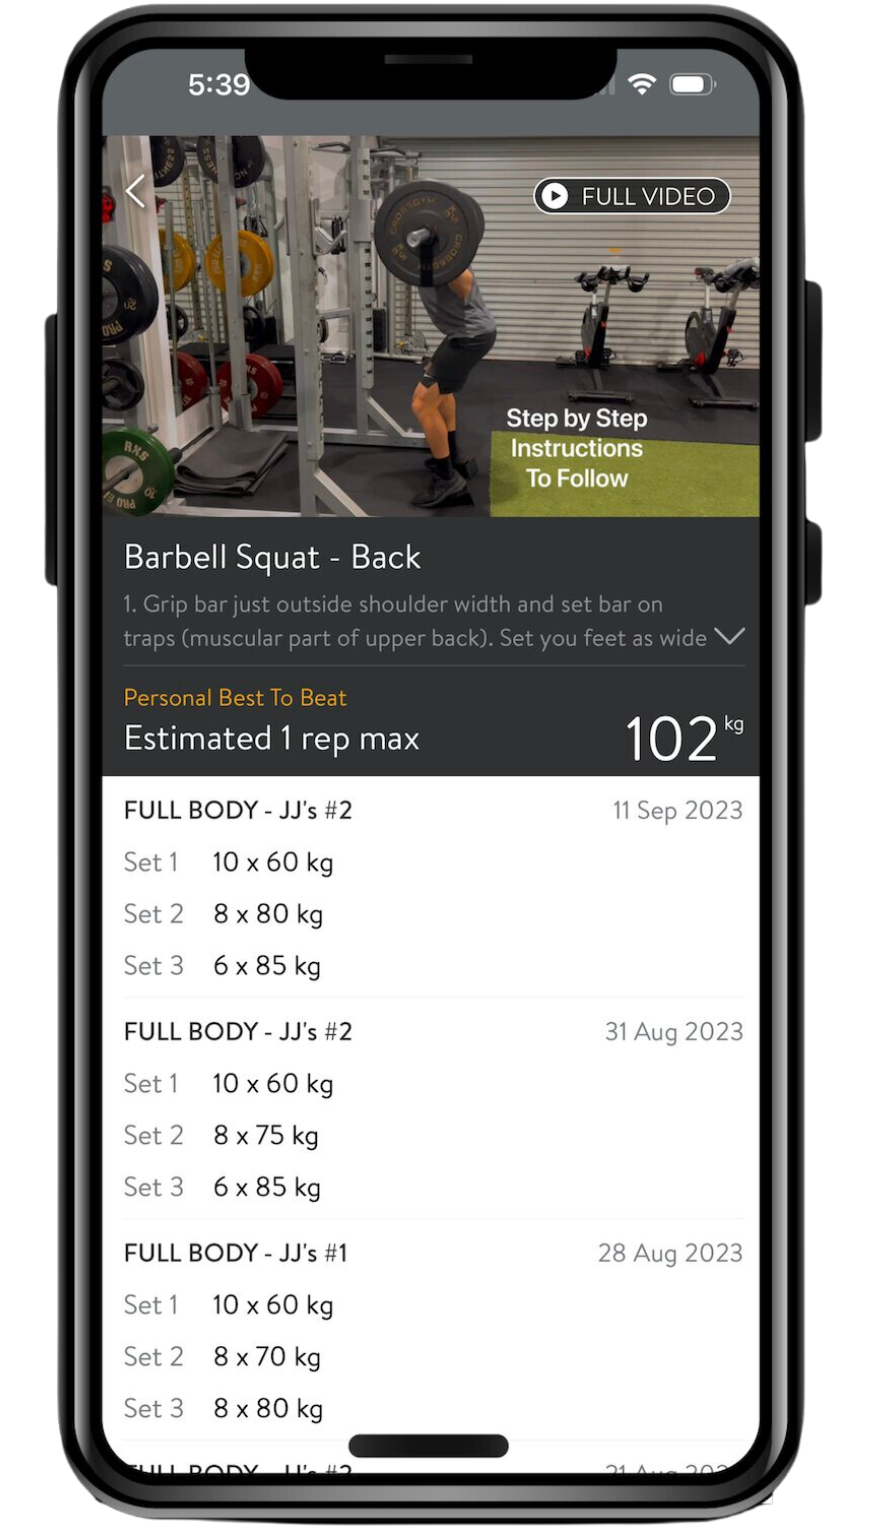 5:39
FULL VIDEO
Step by Step
Instructions
To Follow
Barbell Squat - Back
1. Grip bar just outside shoulder width and set bar on
traps (muscular part of upper back). Set you feet as wide
Personal Best To Beat
Estimated 1 rep max 102 kg
FULL BODY - JJ's #2 11 Sep 2023
Set 1 10 x 60 kg
Set 2 8 x 80 kg
Set 3 6 x 85 kg
FULL BODY - JJ's #2 31 Aug 2023
Set 1 10 x 60 kg
Set 2 8 x 75 kg
Set 3 6 x 85 kg
FULL BODY - JJ's #1 28 Aug 2023
Set 1 10 x 60 kg
Set 2 8 x 70 kg
Set 3 8 x 80 kg
FULL BODY - JJ's